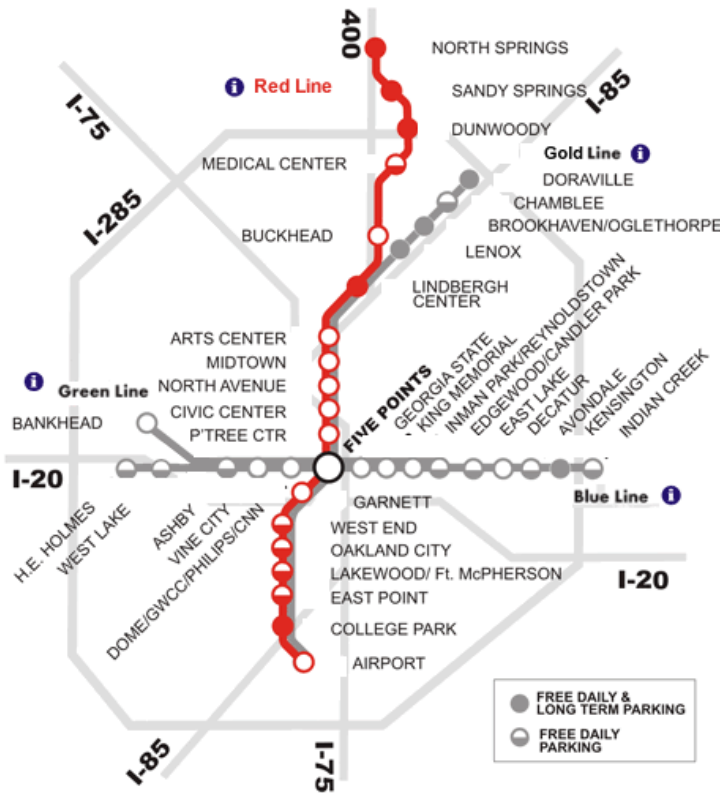 400
NORTH SPRINGS
i Red Line
SANDY SPRINGS
I-85
I-75
DUNWOODY
Gold Line i
MEDICAL CENTER
DORAVILLE
CHAMBLEE
I-285
BROOKHAVEN/OGLETHORPE
BUCKHEAD
LENOX
LINDBERGH
CENTER
ARTS CENTER
MIDTOWN
i
Green Line
NORTH AVENUE
CIVIC CENTER
BANKHEAD
P'TREE CTR
FIVE POINTS
GEORGIA STATE
KING MEMORIAL
INMAN PARK/REYNOLDSTOWN
EDGEWOOD/CANDLER PARK
EAST LAKE
DECATUR
AVONDALE
KENSINGTON
INDIAN CREEK
I-20
Blue Line i
H.E. HOLMES
WEST LAKE
ASHBY
VINE CITY
DOME/GWCC/PHILIPS/CNN
GARNETT
WEST END
OAKLAND CITY
LAKEWOOD/ Ft. McPHERSON
I-20
EAST POINT
COLLEGE PARK
AIRPORT
I-85
I-75
FREE DAILY &
LONG TERM PARKING
FREE DAILY
PARKING